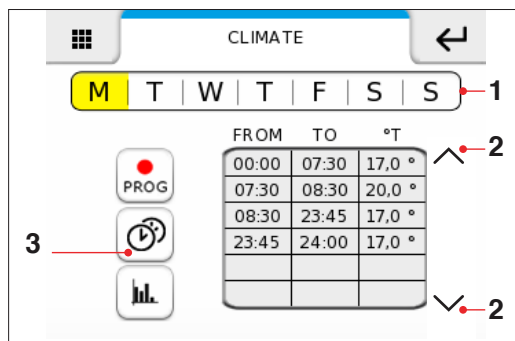 CLIMATE
M T W T F S S 1
FROM TO °T 2
00:00 07:30 17,0 °
PROG
07:30 08:30 20,0 °
08:30 23:45 17,0 °
3
23:45 24:00 17,0 °
2